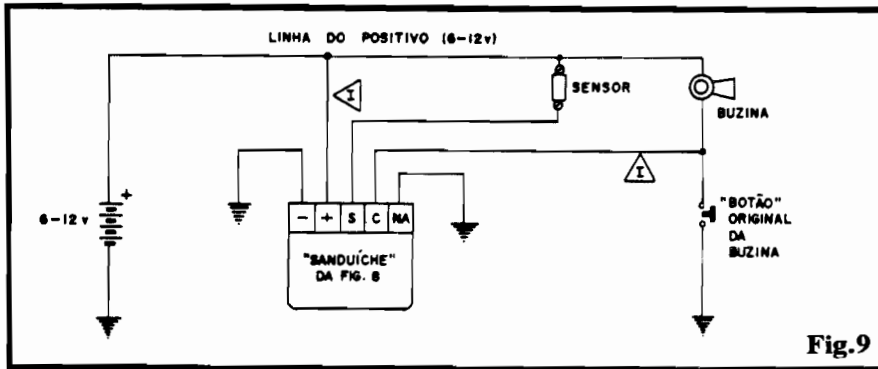 LINHA DO POSITIVO (6-12v)
I
SENSOR
BUZINA
I
+
6-12 v
- + S C NA
"SANDUÍCHE"
DA FIG. 8
"BOTÃO"
ORIGINAL
DA
BUZINA
Fig.9